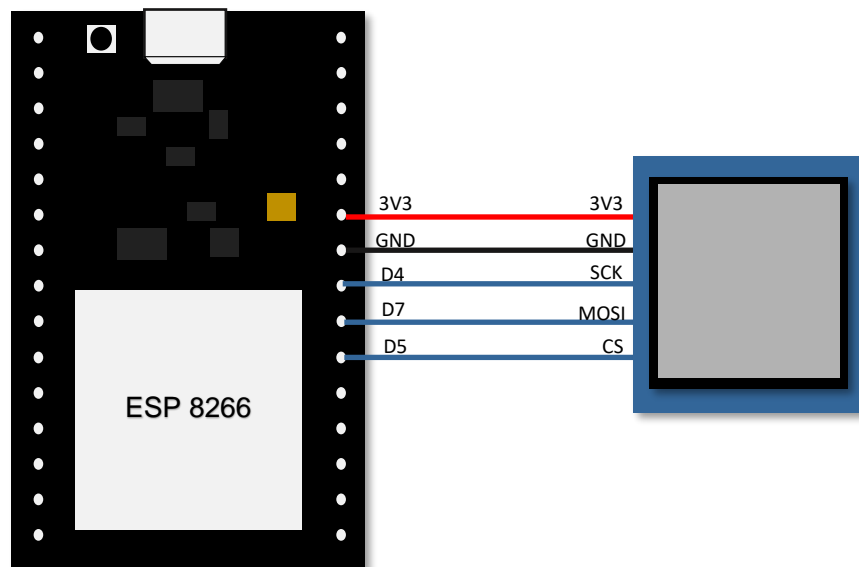 3V3 3V3
GND GND
D4 SCK
D7 MOSI
D5 CS
ESP 8266